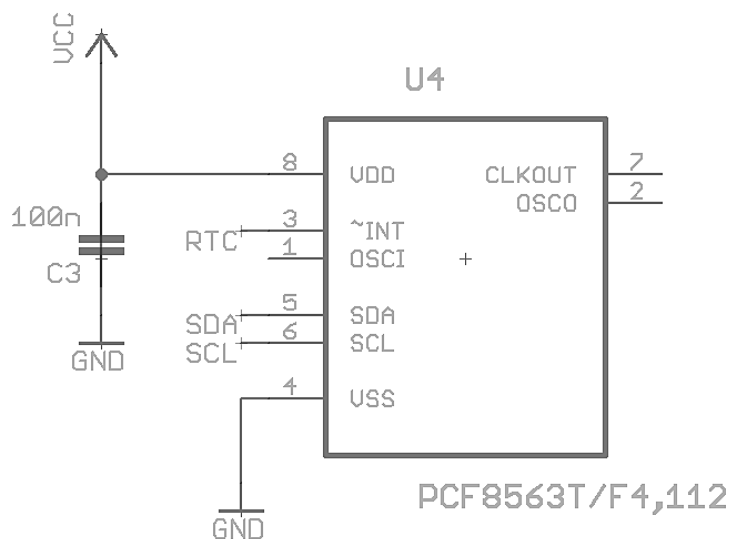 VCC
U4
8 VDD CLKOUT 7
OSCO 2
100n
RTC 3 ~INT
1 OSCI
C3
SDA 5 SDA
SCL 6 SCL
GND
4 VSS
PCF8563T/F4,112
GND